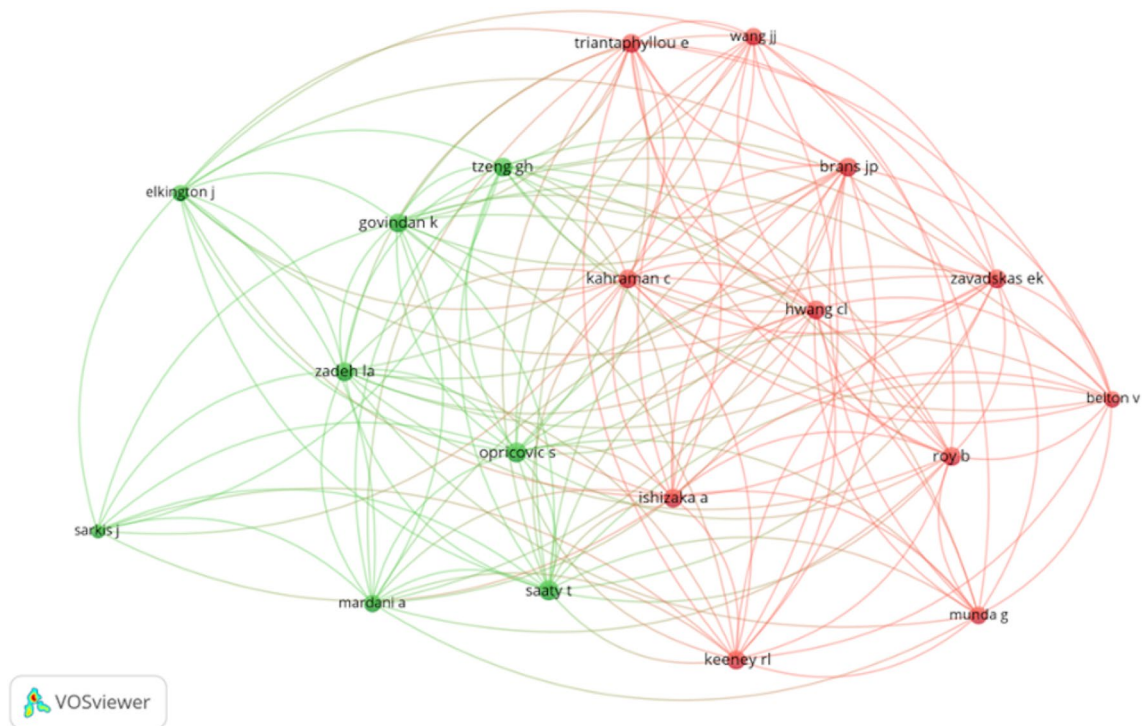 wang jj
triantaphyllou e
tzeng gh
brans jp
elkington j
govindan k
kahraman c
zavadskas ek
hwang cl
zadeh la
belton v
opricovic s
roy b
ishizaka a
sarkis j
saaty t
mardani a
munda g
keeney rl
VOSviewer